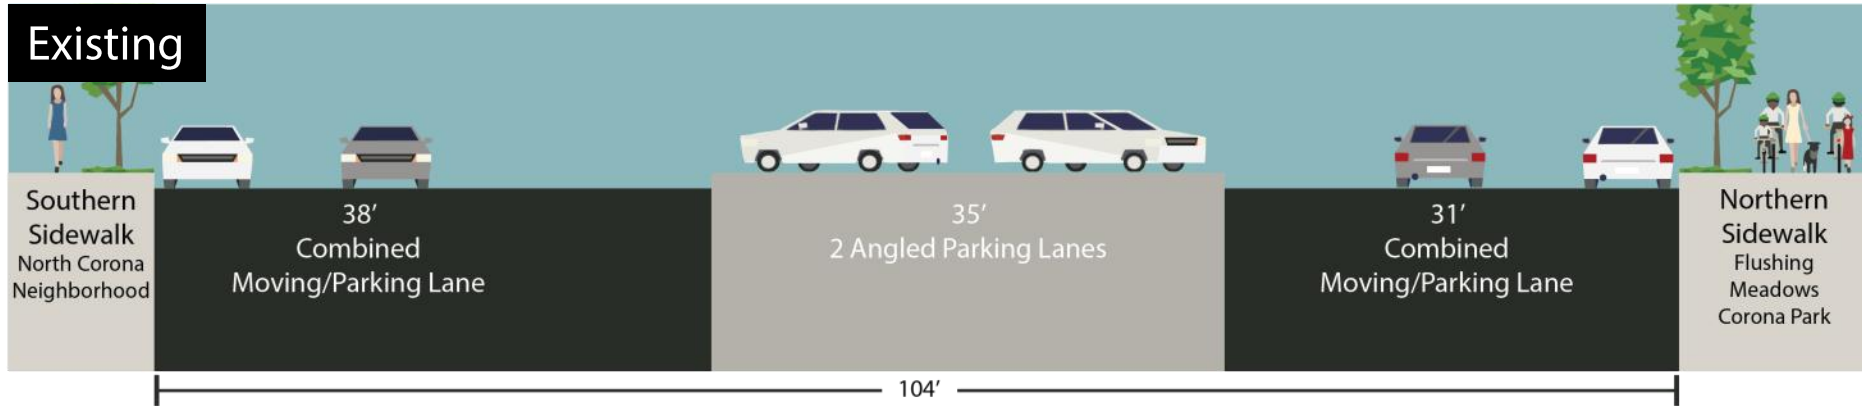 Existing
Southern
Sidewalk
North Corona
Neighborhood
38′
Combined
Moving/Parking Lane
35′
2 Angled Parking Lanes
31′
Combined
Moving/Parking Lane
Northern
Sidewalk
Flushing
Meadows
Corona Park
104′